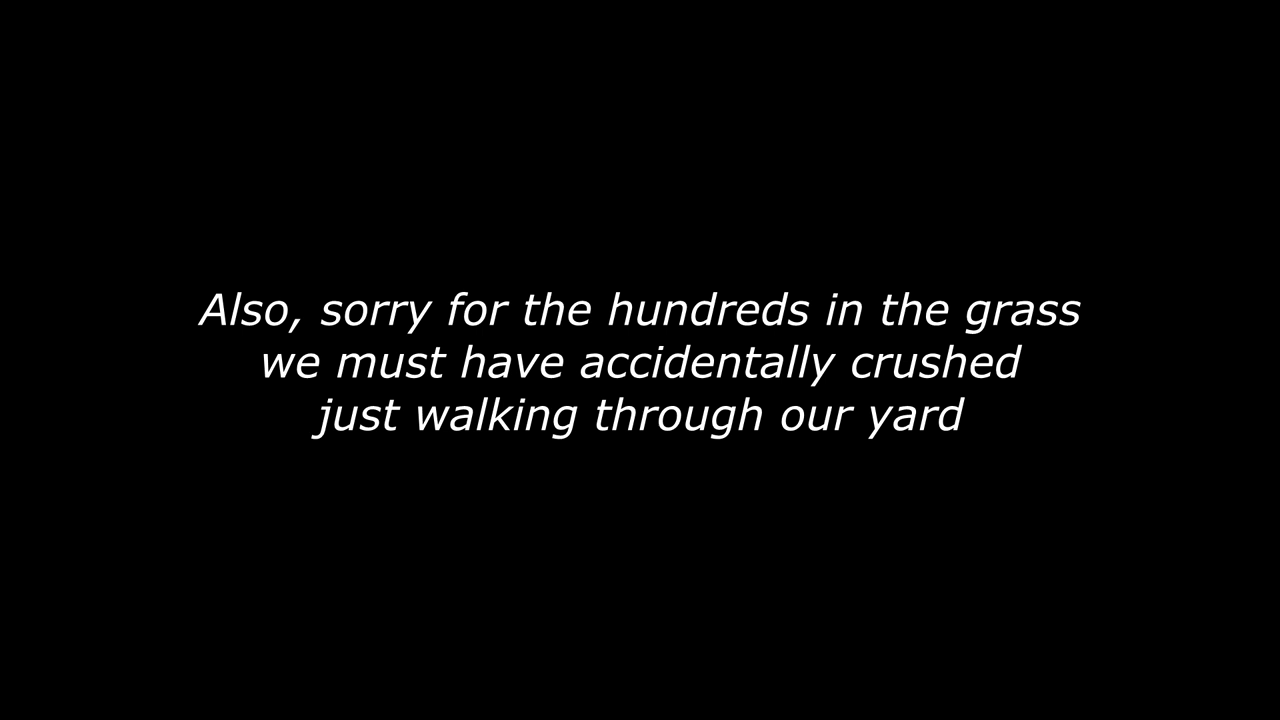 Also, sorry for the hundreds in the grass
we must have accidentally crushed
just walking through our yard